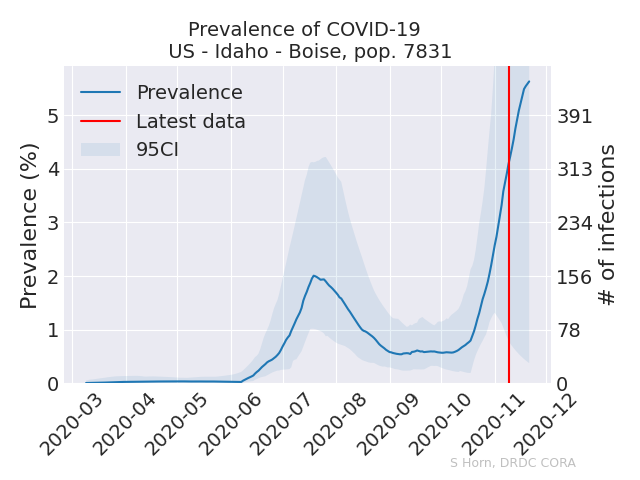 Prevalence of COVID-19
US - Idaho - Boise, pop. 7831
Prevalence
Latest data
95CI
Prevalence (%)
5
4
3
2
1
0
391
313
234
156
78
0
# of infections
2020-03
2020-04
2020-05
2020-06
2020-07
2020-08
2020-09
2020-10
2020-11
2020-12
S Horn, DRDC CORA